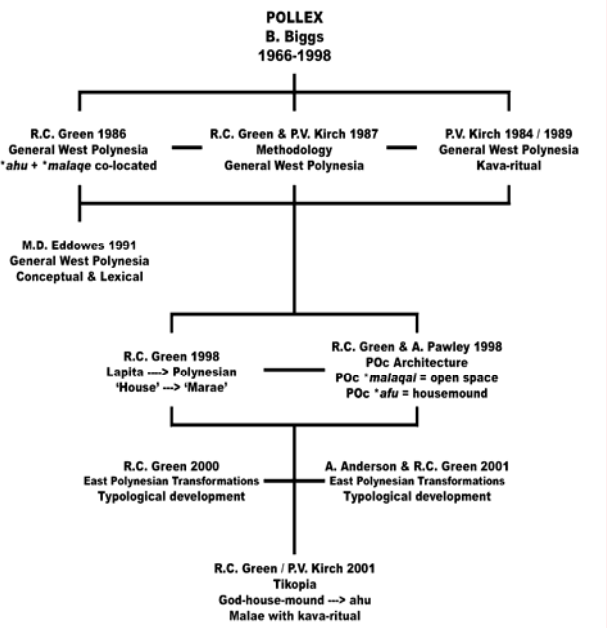 POLLEX
B. Biggs
1966-1998
R.C. Green 1986
General West Polynesia
*ahu + *malaqe co-located
R.C. Green & P.V. Kirch 1987
Methodology
General West Polynesia
P.V. Kirch 1984 / 1989
General West Polynesia
Kava-ritual
M.D. Eddowes 1991
General West Polynesia
Conceptual & Lexical
R.C. Green 1998
Lapita ----> Polynesian
‘House’ ---> ‘Marae’
R.C. Green & A. Pawley 1998
POc Architecture
POc *malaqai = open space
POc *afu = housemound
R.C. Green 2000
East Polynesian Transformations
Typological development
A. Anderson & R.C. Green 2001
East Polynesian Transformations
Typological development
R.C. Green / P.V. Kirch 2001
Tikopia
God-house-mound ---> ahu
Malae with kava-ritual